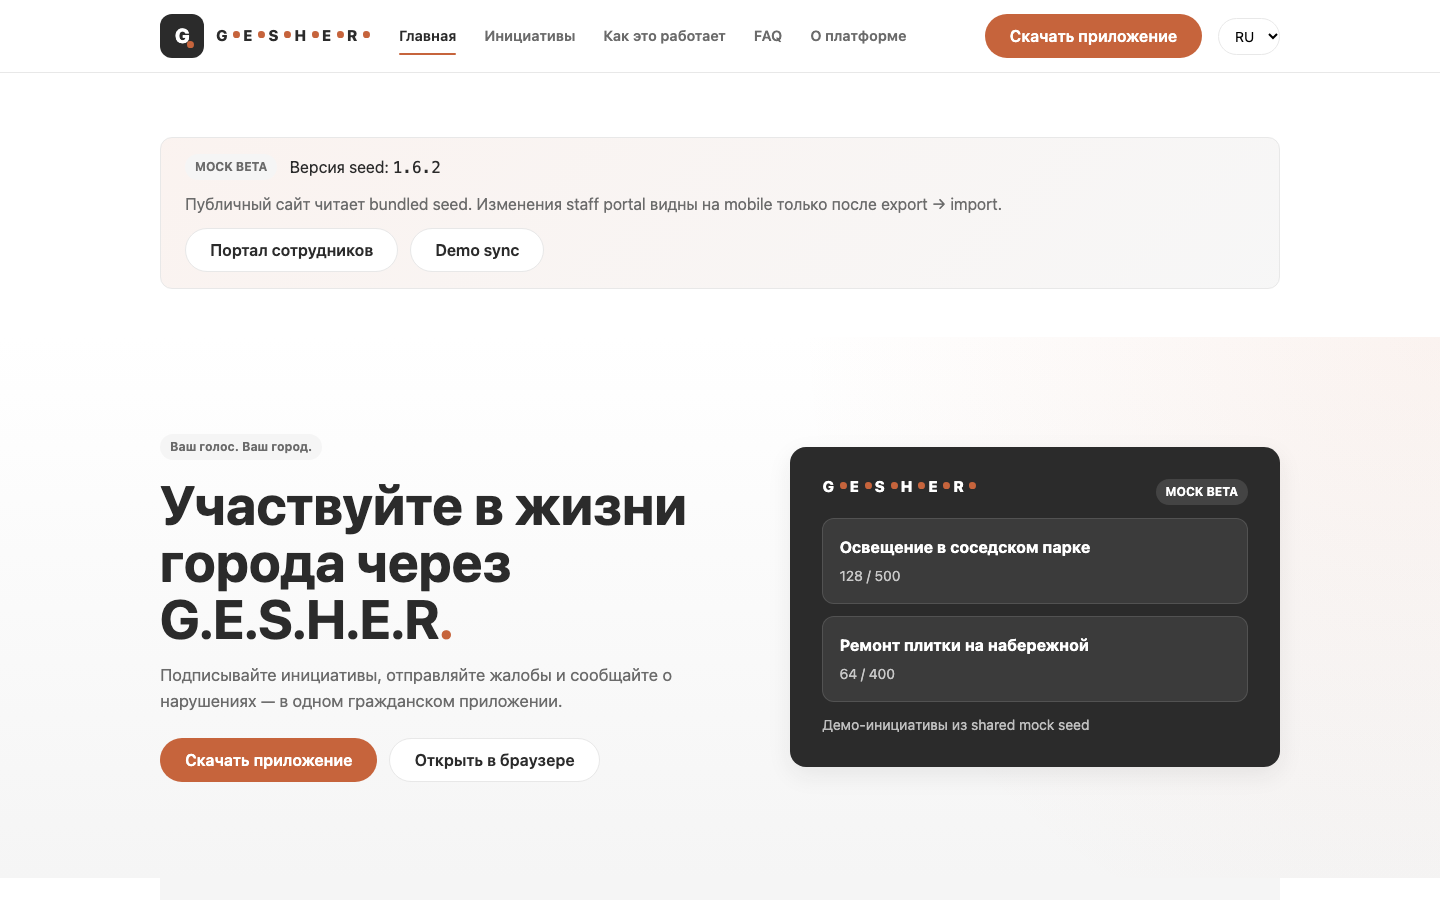 G.
G•E•S•H•E•R•
Главная
Инициативы
Как это работает
FAQ
О платформе
Скачать приложение
RU
MOCK BETA
Версия seed: 1.6.2
Публичный сайт читает bundled seed. Изменения staff portal видны на mobile только после export → import.
Портал сотрудников
Demo sync
Ваш голос. Ваш город.
Участвуйте в жизни
города через
G.E.S.H.E.R.
Подписывайте инициативы, отправляйте жалобы и сообщайте о
нарушениях — в одном гражданском приложении.
Скачать приложение
Открыть в браузере
G•E•S•H•E•R•
MOCK BETA
Освещение в соседском парке
128 / 500
Ремонт плитки на набережной
64 / 400
Демо-инициативы из shared mock seed